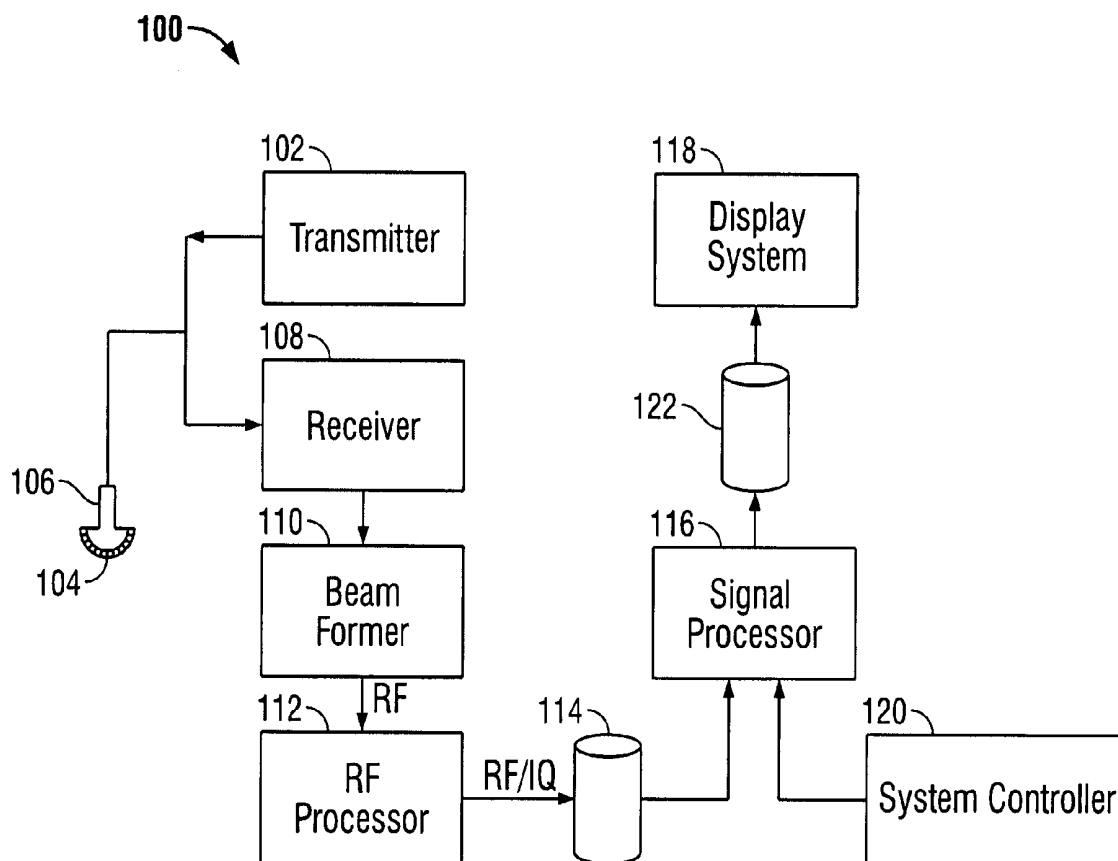 100
102
Transmitter
118
Display
System
108
Receiver
122
106
104
110
Beam
Former
116
Signal
Processor
RF
112
RF
Processor
RF/IQ
114
120
System Controller